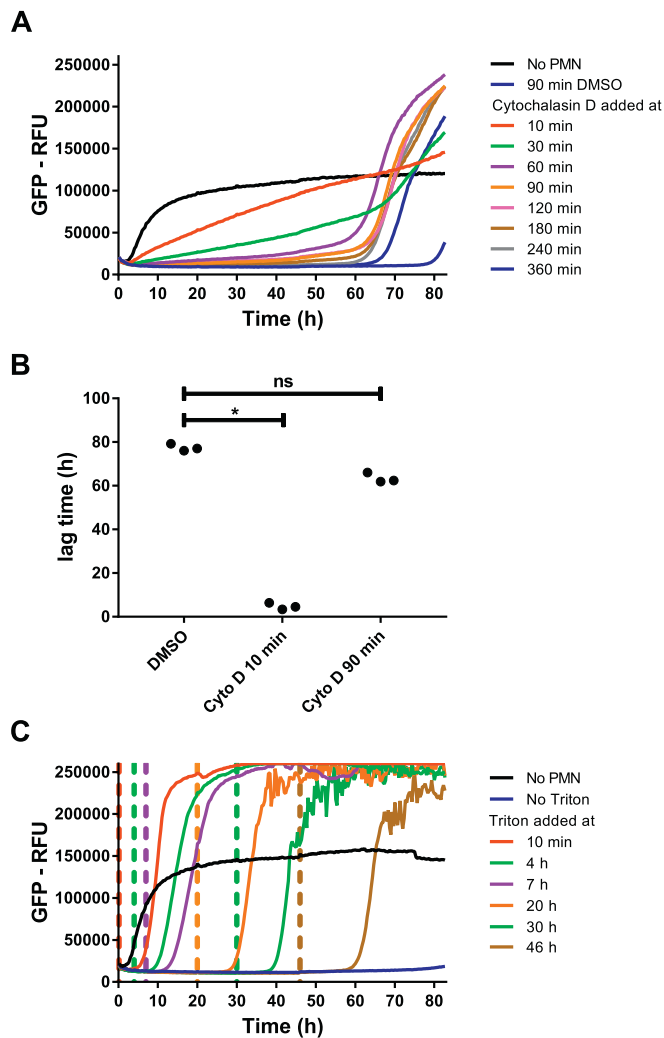 A
GFP - RFU
250000
200000
150000
100000
50000
0
0 10 20 30 40 50 60 70 80
Time (h)
No PMN
90 min DMSO
Cytochalasin D added at
10 min
30 min
60 min
90 min
120 min
180 min
240 min
360 min
B
lag time (h)
100
80
60
40
20
0
ns
*
DMSO
Cyto D 10 min
Cyto D 90 min
C
GFP - RFU
250000
200000
150000
100000
50000
0
0 10 20 30 40 50 60 70 80
Time (h)
No PMN
No Triton
Triton added at
10 min
4 h
7 h
20 h
30 h
46 h